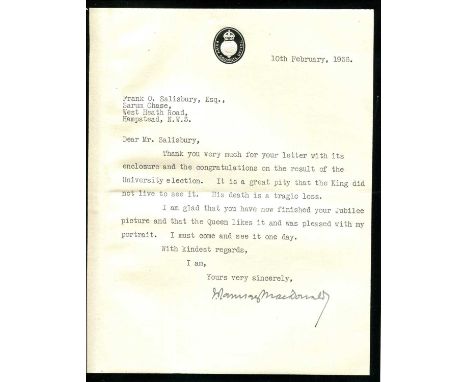 10th February, 1936.
Frank O. Salisbury, Esq.,
Sarum Chase,
West Heath Road,
Hampstead, N.W.3.
Dear Mr. Salisbury,
Thank you very much for your letter with its
enclosure and the congratulations on the result of the
University election. It is a great pity that the King did
not live to see it. His death is a tragic loss.
I am glad that you have now finished your Jubilee
picture and that the Queen likes it and was pleased with my
portrait. I must come and see it one day.
With kindest regards,
I am,
Yours very sincerely,
J Ramsay MacDonald